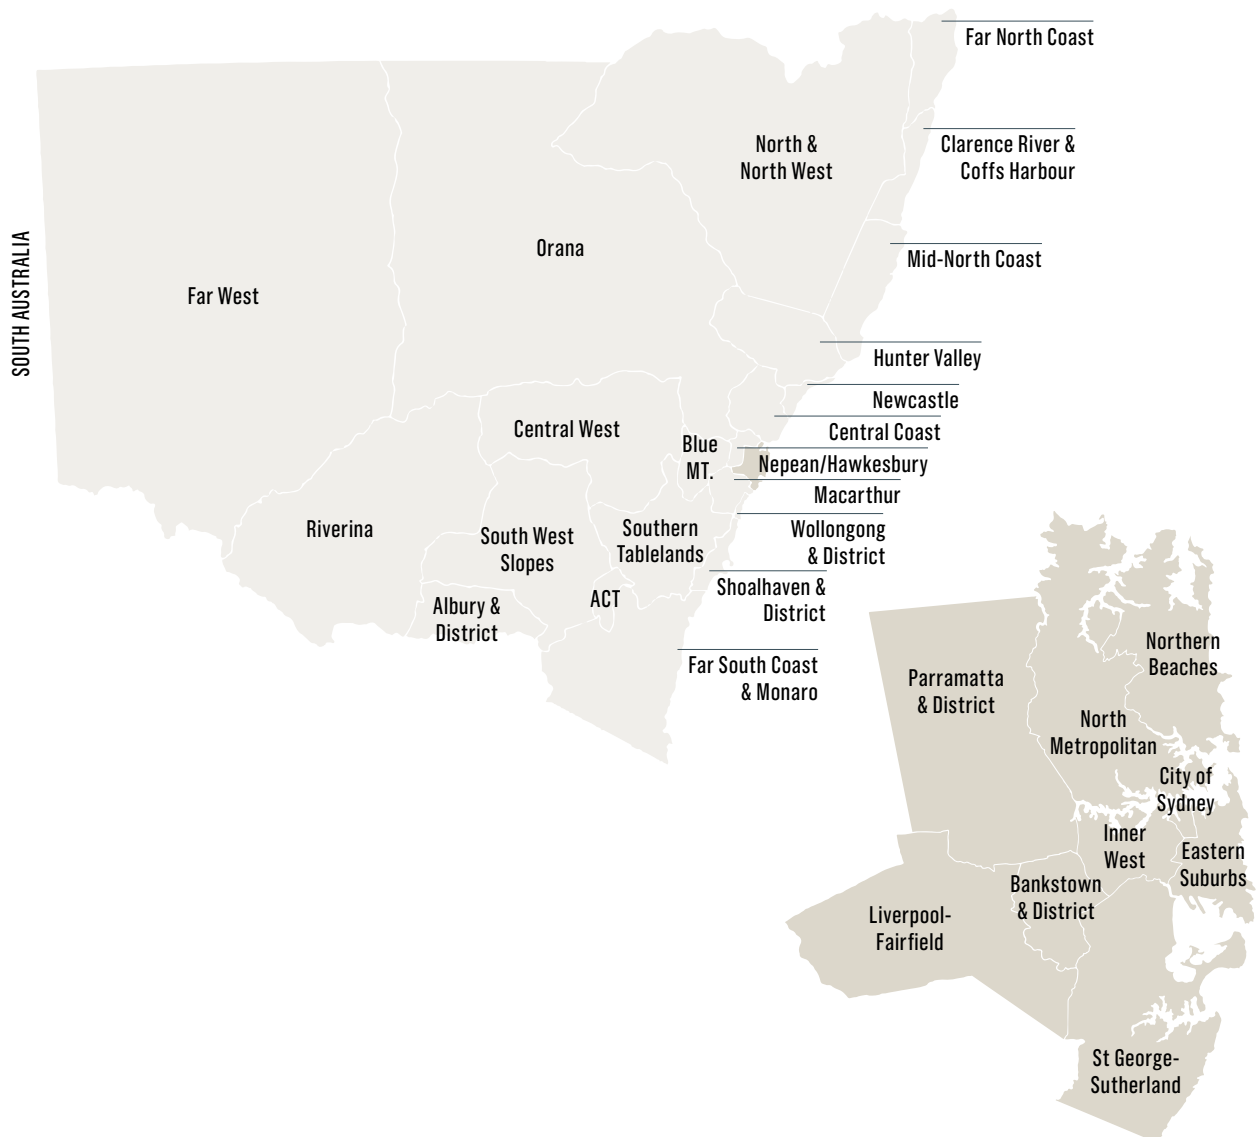 Far North Coast
North &
North West
Clarence River &
Coffs Harbour
SOUTH AUSTRALIA
Orana
Mid-North Coast
Far West
Hunter Valley
Newcastle
Central West
Central Coast
Blue
MT.
Nepean/Hawkesbury
Macarthur
Riverina
South West
Slopes
Southern
Tablelands
Wollongong
& District
ACT
Shoalhaven &
District
Albury &
District
Far South Coast
& Monaro
Northern
Beaches
Parramatta
& District
North
Metropolitan
City of
Sydney
Inner
West
Eastern
Suburbs
Bankstown
& District
Liverpool-
Fairfield
St George-
Sutherland